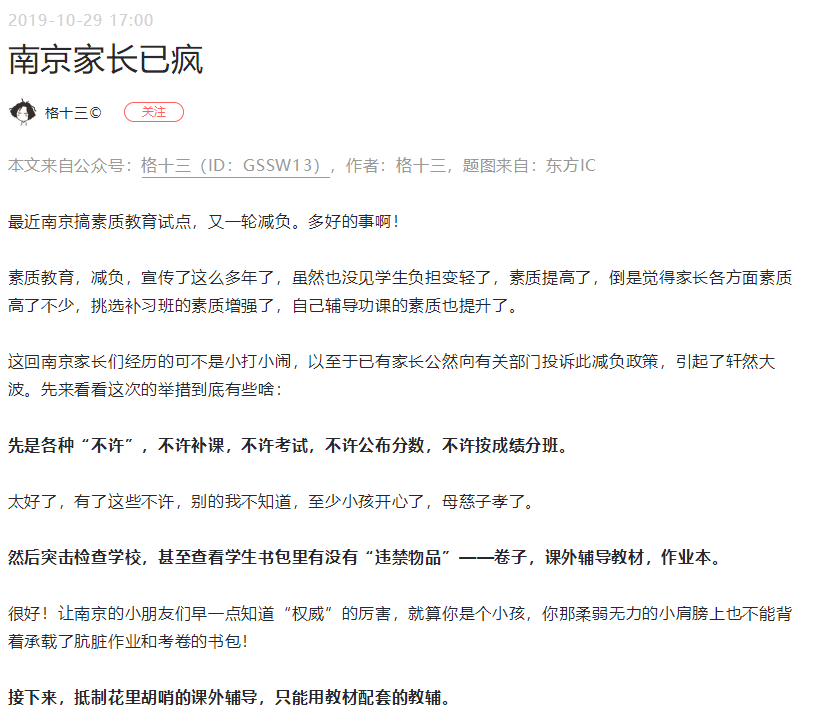 2019-10-29 17:00
南京家长已疯
格十三©
关注
本文来自公众号：格十三（ID：GSSW13），作者：格十三，题图来自：东方IC
最近南京搞素质教育试点，又一轮减负。多好的事啊！
素质教育，减负，宣传了这么多年了，虽然也没见学生负担变轻了，素质提高了，倒是觉得家长各方面素质
高了不少，挑选补习班的素质增强了，自己辅导功课的素质也提升了。
这回南京家长们经历的可不是小打小闹，以至于已有家长公然向有关部门投诉此减负政策，引起了轩然大
波。先来看看这次的举措到底有些啥：
先是各种“不许”，不许补课，不许考试，不许公布分数，不许按成绩分班。
太好了，有了这些不许，别的我不知道，至少小孩开心了，母慈子孝了。
然后突击检查学校，甚至查看学生书包里有没有“违禁物品”——卷子，课外辅导教材，作业本。
很好！让南京的小朋友们早一点知道“权威”的厉害，就算你是个小孩，你那柔弱无力的小肩膀上也不能背
着承载了肮脏作业和考卷的书包！
接下来，抵制花里胡哨的课外辅导，只能用教材配套的教辅。